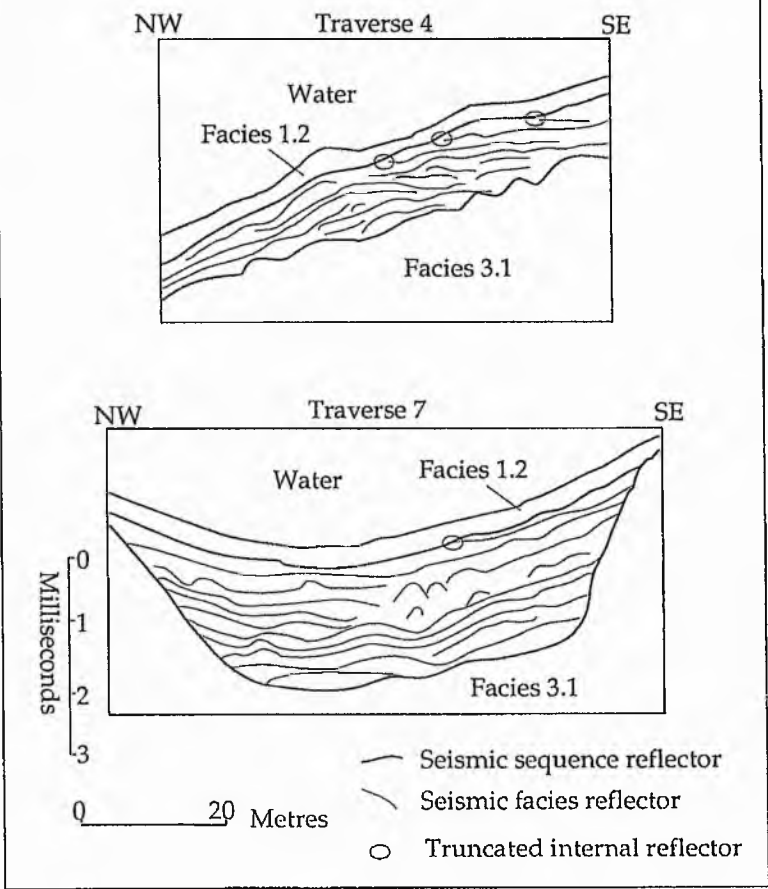 NW Traverse 4 SE
Water
Facies 1.2
Facies 3.1
NW Traverse 7 SE
Water Facies 1.2
Facies 3.1
Milliseconds
0
1
2
3
Seismic sequence reflector
Seismic facies reflector
0 20 Metres
Truncated internal reflector